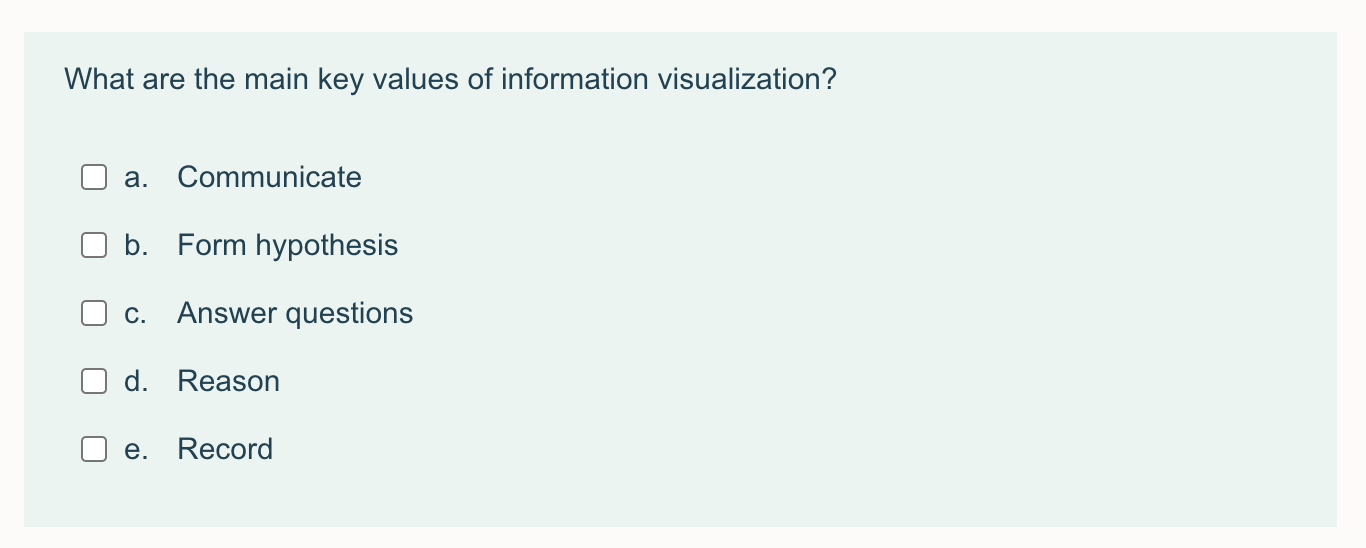 What are the main key values of information visualization?
a. Communicate
b. Form hypothesis
c. Answer questions
d. Reason
e. Record